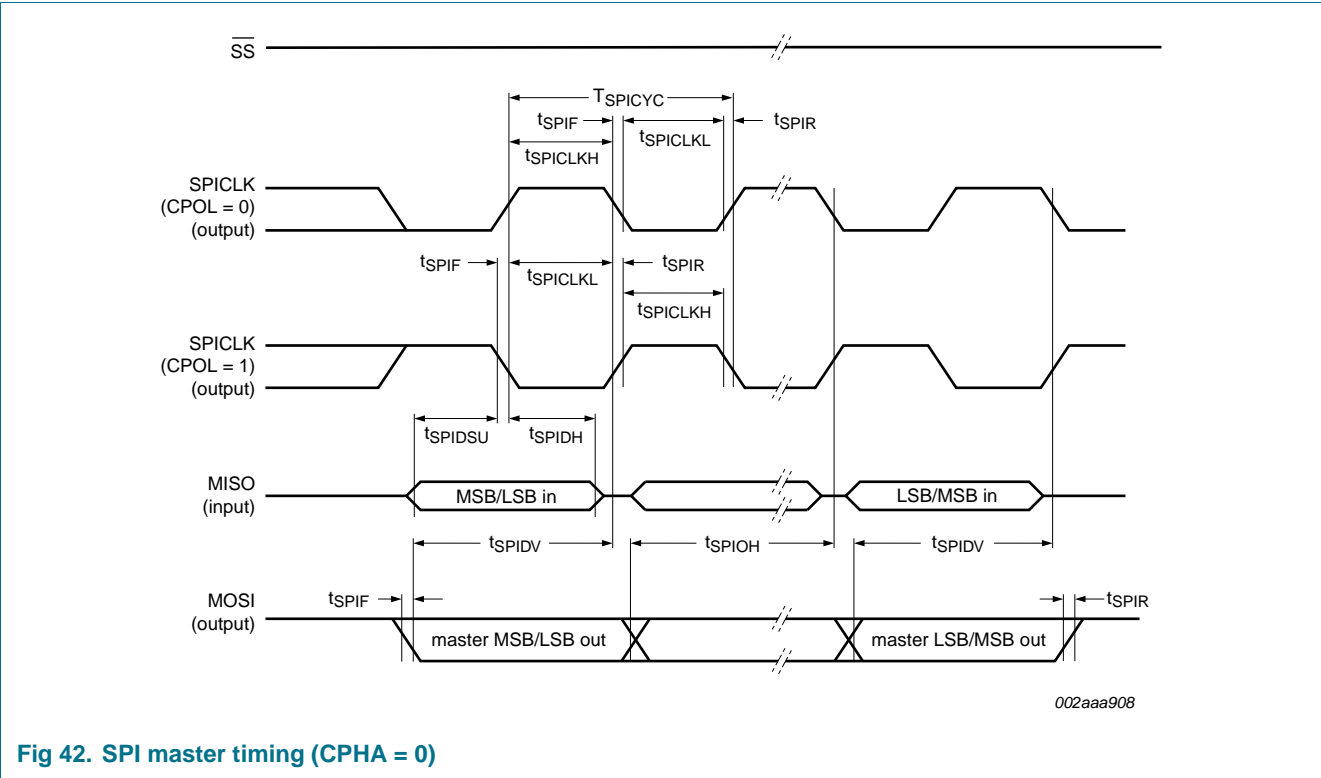 SS
TSPICYC
tSPIF
tSPICLKL
tSPIR
tSPICLKH
SPICLK
(CPOL = 0)
(output)
tSPIF
tSPICLKL
tSPIR
tSPICLKH
SPICLK
(CPOL = 1)
(output)
tSPIDSU
tSPIDH
MISO
(input)
MSB/LSB in
LSB/MSB in
tSPIDV
tSPIOH
tSPIDV
MOSI
(output)
tSPIF
tSPIR
master MSB/LSB out
master LSB/MSB out
002aaa908
Fig 42. SPI master timing (CPHA = 0)